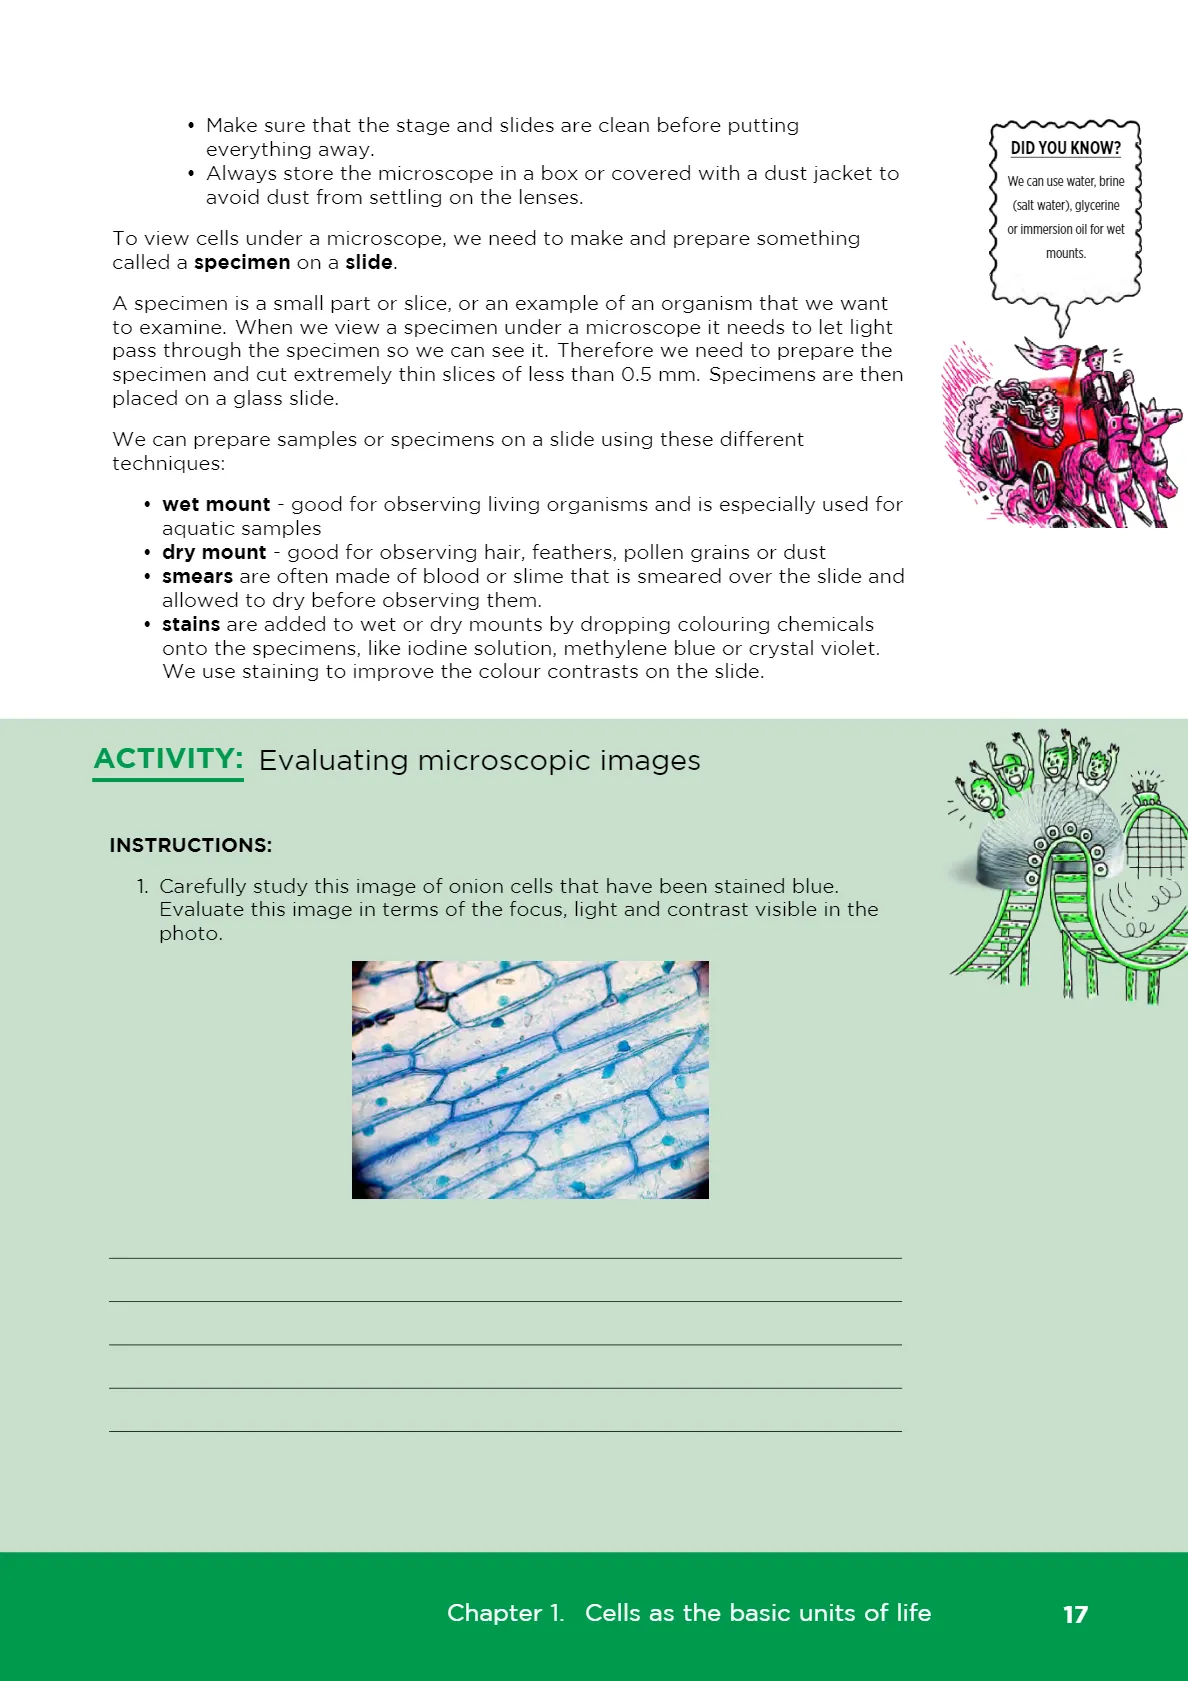 • Make sure that the stage and slides are clean before putting
everything away.
• Always store the microscope in a box or covered with a dust jacket to
avoid dust from settling on the lenses.
To view cells under a microscope, we need to make and prepare something
called a specimen on a slide.
A specimen is a small part or slice, or an example of an organism that we want
to examine. When we view a specimen under a microscope it needs to let light
pass through the specimen so we can see it. Therefore we need to prepare the
specimen and cut extremely thin slices of less than 0.5 mm. Specimens are then
placed on a glass slide.
We can prepare samples or specimens on a slide using these different
techniques:
• wet mount - good for observing living organisms and is especially used for
aquatic samples
• dry mount - good for observing hair, feathers, pollen grains or dust
• smears are often made of blood or slime that is smeared over the slide and
allowed to dry before observing them.
• stains are added to wet or dry mounts by dropping colouring chemicals
onto the specimens, like iodine solution, methylene blue or crystal violet.
We use staining to improve the colour contrasts on the slide.
DID YOU KNOW?
We can use water, brine
(salt water), glycerine
or immersion oil for wet
mounts.
ACTIVITY: Evaluating microscopic images
INSTRUCTIONS:
1. Carefully study this image of onion cells that have been stained blue.
Evaluate this image in terms of the focus, light and contrast visible in the
photo.
Chapter 1. Cells as the basic units of life 17